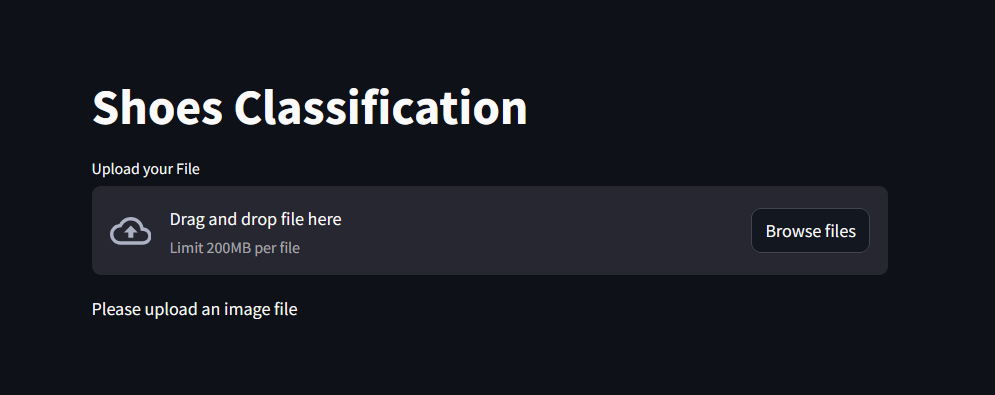 Shoes Classification
Upload your File
Drag and drop file here
Limit 200MB per file
Browse files
Please upload an image file